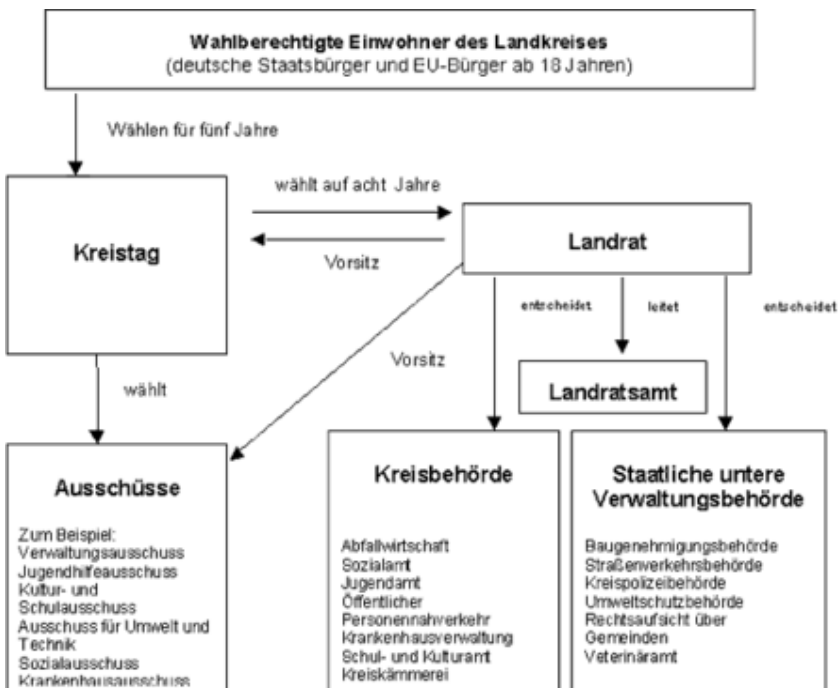 Wahlberechtigte Einwohner des Landkreises
(deutsche Staatsbürger und EU-Bürger ab 18 Jahren)
Wählen für fünf Jahre
Kreistag
wählt auf acht Jahre
Vorsitz
Landrat
entscheidet
leitet
entscheidet
Vorsitz
wählt
Landratsamt
Ausschüsse
Zum Beispiel:
Verwaltungsausschuss
Jugendhilfeausschuss
Kultur- und
Schulausschuss
Ausschuss für Umwelt und
Technik
Sozialausschuss
Krankenhausausschuss
Kreisbehörde
Abfallwirtschaft
Sozialamt
Jugendamt
Öffentlicher
Personennahverkehr
Krankenhausverwaltung
Schul- und Kulturamt
Kreiskämmerei
Staatliche untere
Verwaltungsbehörde
Baugenehmigungsbehörde
Straßenverkehrsbehörde
Kreispolizeibehörde
Umweltschutzbehörde
Rechtsaufsicht über
Gemeinden
Veterinäramt